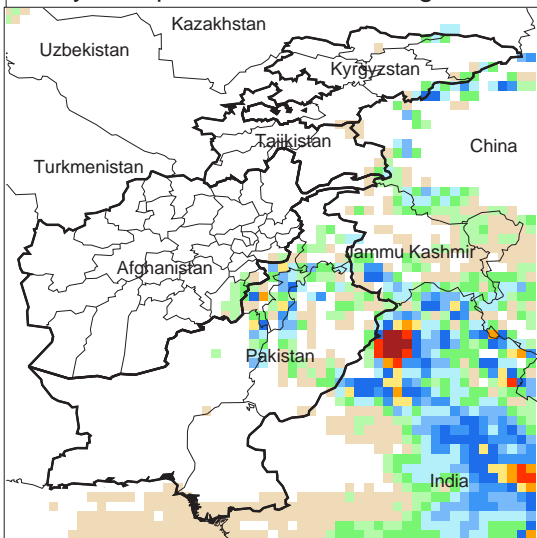 Kazakhstan
Uzbekistan
Kyrgyzstan
Tajikistan
China
Turkmenistan
Jammu Kashmir
Afghanistan
Pakistan
India